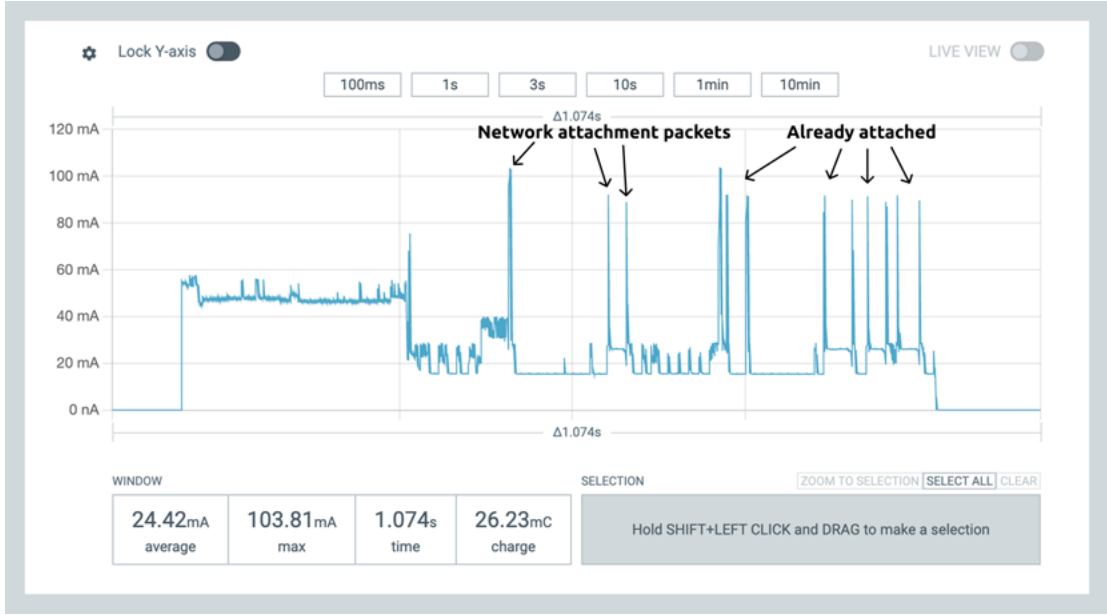 Lock Y-axis LIVE VIEW
100ms 1s 3s 10s 1min 10min
Δ1.074s
Network attachment packets Already attached
120 mA
100 mA
80 mA
60 mA
40 mA
20 mA
0 nA
Δ1.074s
WINDOW SELECTION ZOOM TO SELECTION SELECT ALL CLEAR
24.42mA 103.81mA 1.074s 26.23mC
average max time charge
Hold SHIFT+LEFT CLICK and DRAG to make a selection